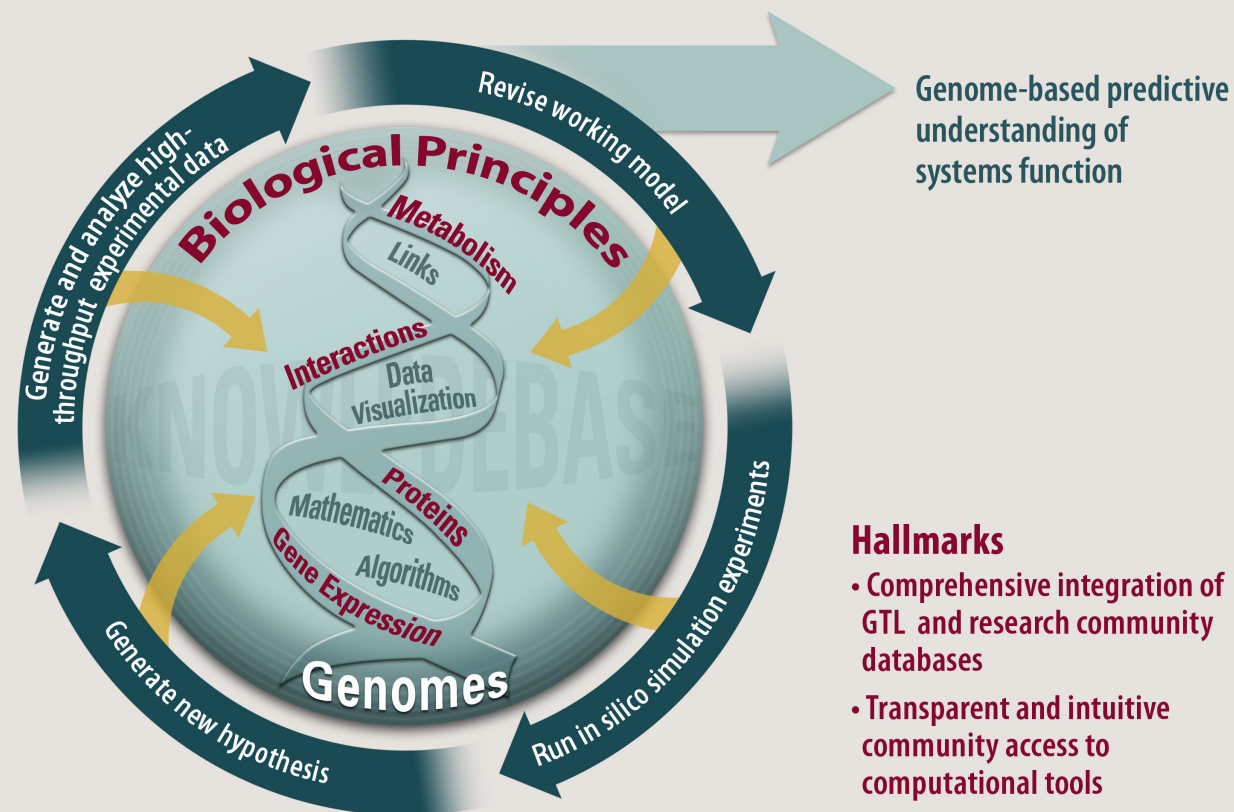 Generate and analyze high-
throughput experimental data
Revise working model
Genome-based predictive
understanding of
systems function
Biological Principles
Metabolism
Links
Interactions
Data
Visualization
KNOWLEDEBASE
Proteins
Mathematics
Algorithms
Gene Expression
Genomes
Run in silico simulation experiments
Generate new hypothesis
Hallmarks
• Comprehensive integration of
GTL and research community
databases
• Transparent and intuitive
community access to
computational tools